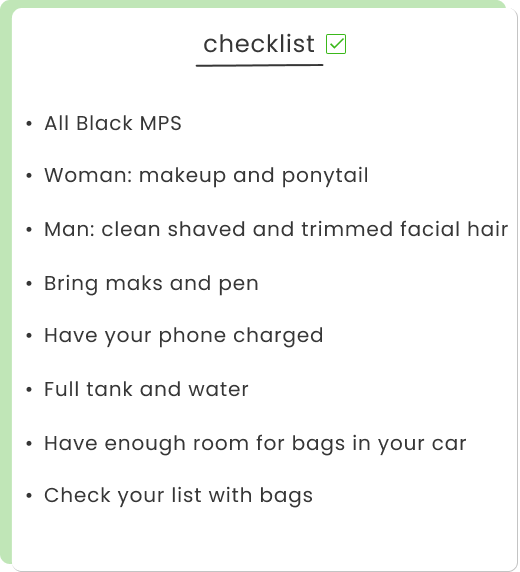 checklist
• All Black MPS
• Woman: makeup and ponytail
• Man: clean shaved and trimmed facial hair
• Bring maks and pen
• Have your phone charged
• Full tank and water
• Have enough room for bags in your car
• Check your list with bags